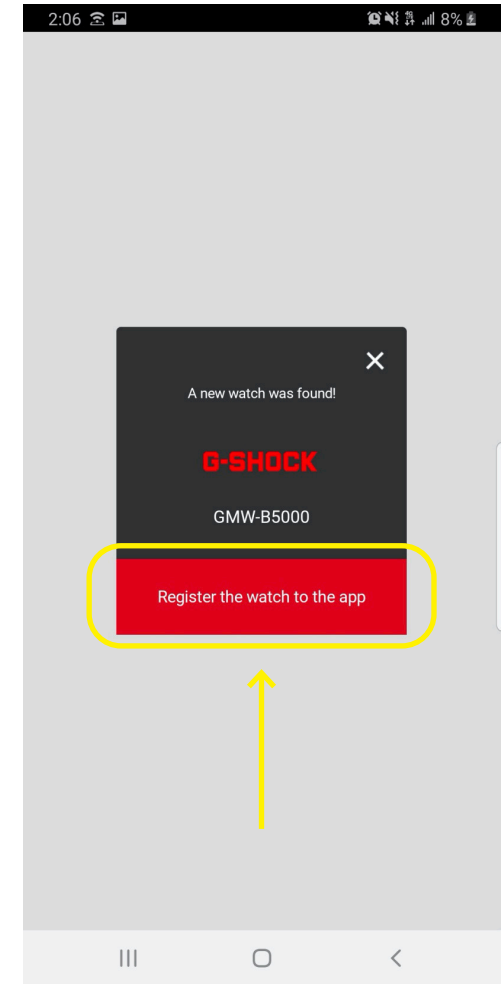 2:06 8%
A new watch was found!
G-SHOCK
GMW-B5000
Register the watch to the app